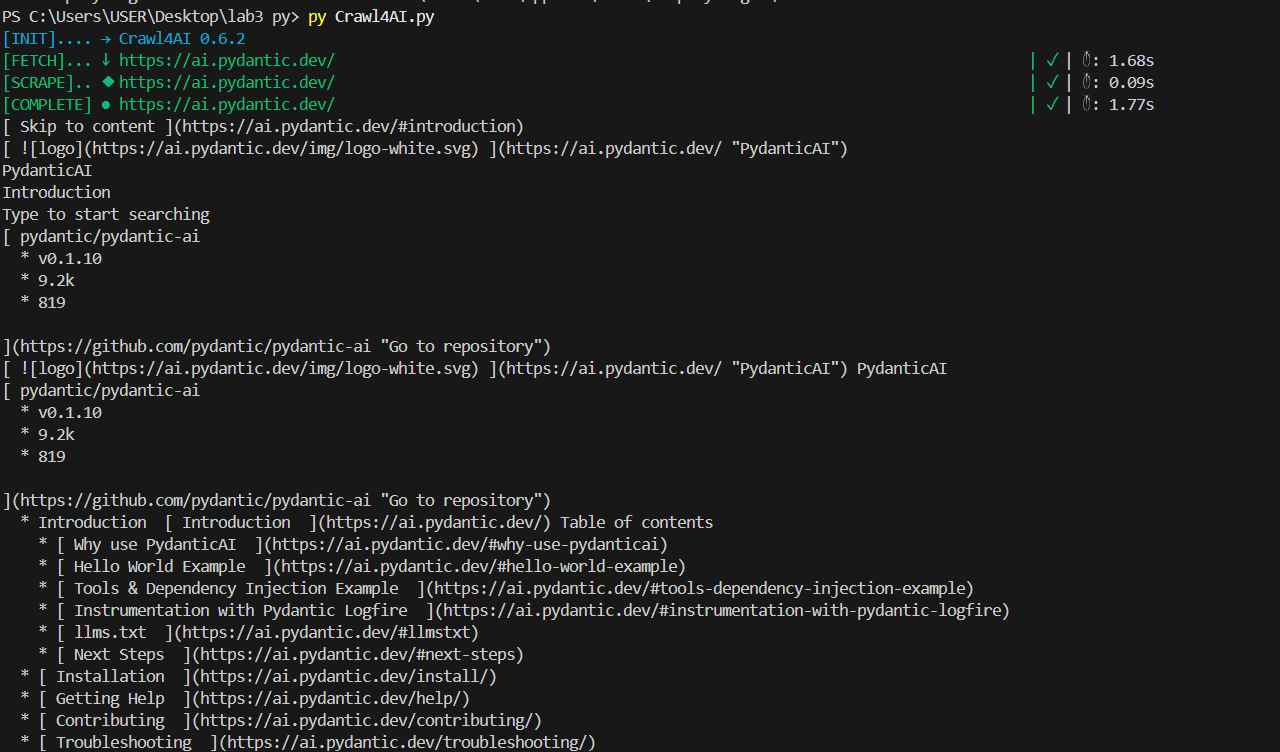 PS C:\Users\USER\Desktop\lab3 py> py Crawl4AI.py
[INIT].... → Crawl4AI 0.6.2
[FETCH]... ↓ https://ai.pydantic.dev/ | ✓ | ⏱: 1.68s
[SCRAPE].. ◆ https://ai.pydantic.dev/ | ✓ | ⏱: 0.09s
[COMPLETE] ● https://ai.pydantic.dev/ | ✓ | ⏱: 1.77s
[ Skip to content ](https://ai.pydantic.dev/#introduction)
[ ![logo](https://ai.pydantic.dev/img/logo-white.svg) ](https://ai.pydantic.dev/ "PydanticAI")
PydanticAI
Introduction
Type to start searching
[ pydantic/pydantic-ai
  * v0.1.10
  * 9.2k
  * 819

](https://github.com/pydantic/pydantic-ai "Go to repository")
[ ![logo](https://ai.pydantic.dev/img/logo-white.svg) ](https://ai.pydantic.dev/ "PydanticAI") PydanticAI
[ pydantic/pydantic-ai
  * v0.1.10
  * 9.2k
  * 819

](https://github.com/pydantic/pydantic-ai "Go to repository")
  * Introduction  [ Introduction  ](https://ai.pydantic.dev/) Table of contents
    * [ Why use PydanticAI  ](https://ai.pydantic.dev/#why-use-pydanticai)
    * [ Hello World Example  ](https://ai.pydantic.dev/#hello-world-example)
    * [ Tools & Dependency Injection Example  ](https://ai.pydantic.dev/#tools-dependency-injection-example)
    * [ Instrumentation with Pydantic Logfire  ](https://ai.pydantic.dev/#instrumentation-with-pydantic-logfire)
    * [ llms.txt  ](https://ai.pydantic.dev/#llmstxt)
    * [ Next Steps  ](https://ai.pydantic.dev/#next-steps)
  * [ Installation  ](https://ai.pydantic.dev/install/)
  * [ Getting Help  ](https://ai.pydantic.dev/help/)
  * [ Contributing  ](https://ai.pydantic.dev/contributing/)
  * [ Troubleshooting  ](https://ai.pydantic.dev/troubleshooting/)